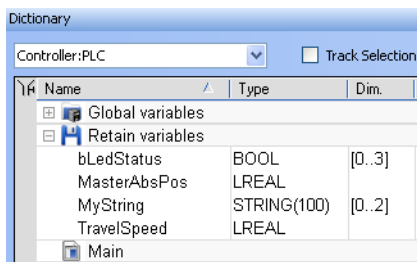 Dictionary
Controller:PLC Track Selection
Name Type Dim.
Global variables
Retain variables
bLedStatus BOOL [0..3]
MasterAbsPos LREAL
MyString STRING(100) [0..2]
TravelSpeed LREAL
Main